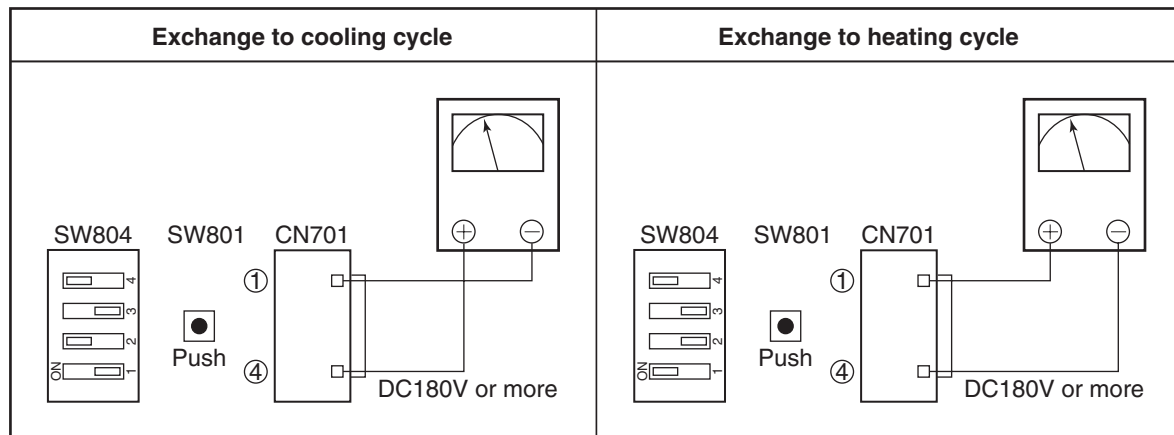 Exchange to cooling cycle
Exchange to heating cycle
SW804 SW801 CN701
+ −
① 
4
3
2
1
ON
Push
④
DC180V or more
SW804 SW801 CN701
+ −
①
4
3
2
1
ON
Push
④
DC180V or more